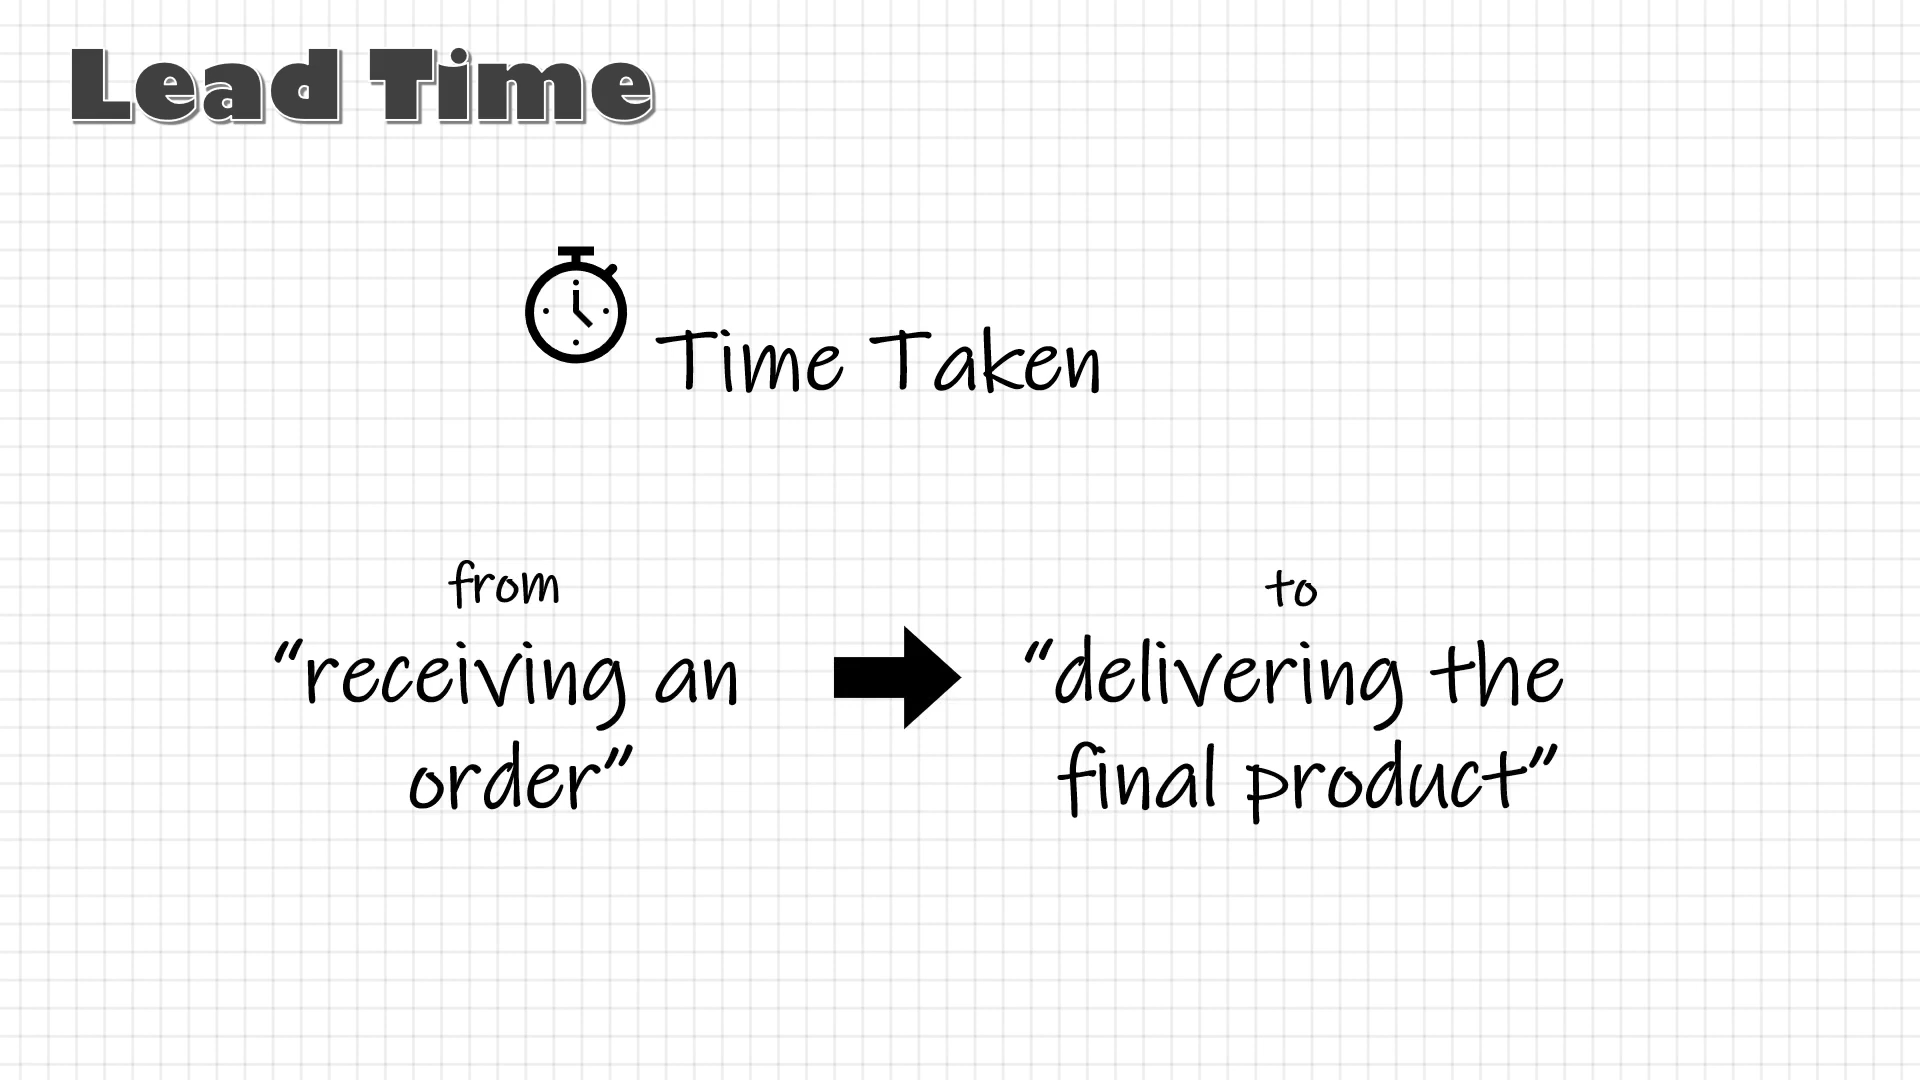 Lead Time
Time Taken
from
“receiving an
order”
to
“delivering the
final product”